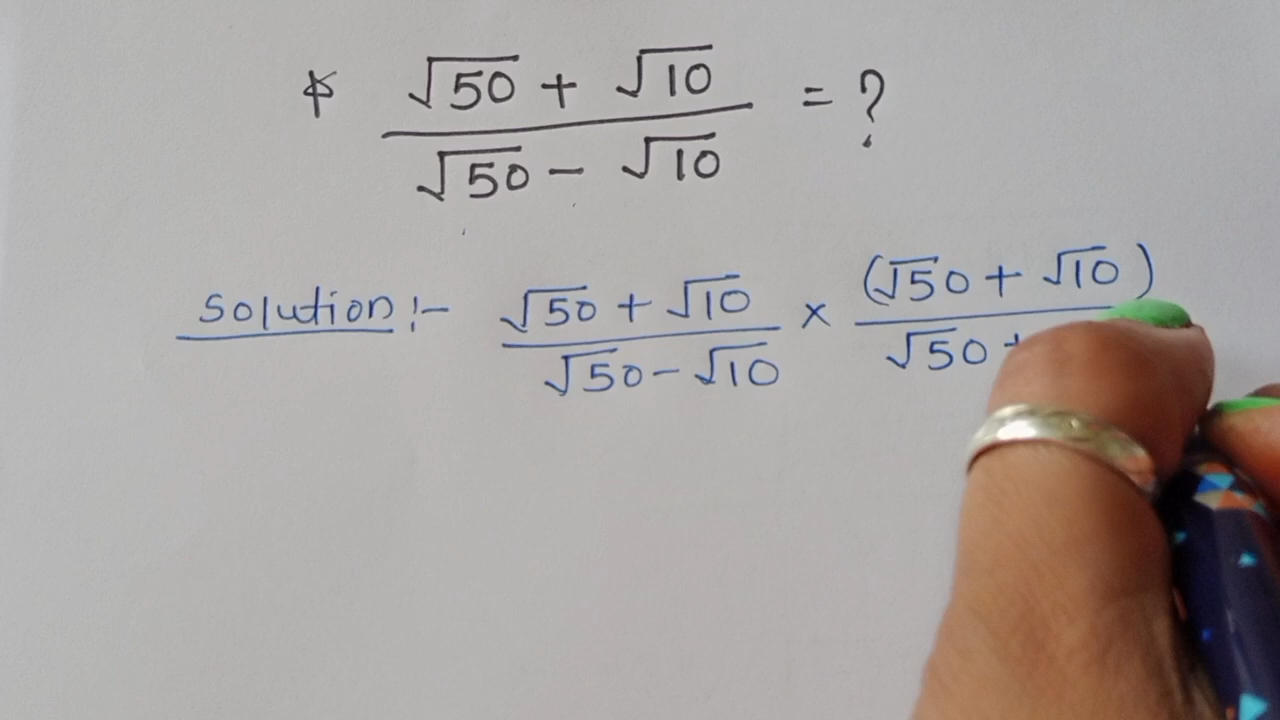 * √50 + √10 / √50 - √10 = ?
Solution :- √50 + √10 / √50 - √10 × (√50 + √10) / √50 +